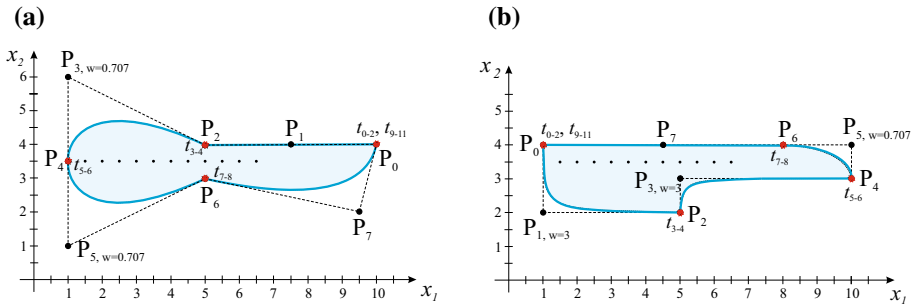 (a)
x₂
6
5
4
3
2
1
P₃, w=0.707
P₂
P₁
t₀₋₂, t₉₋₁₁
t₃₋₄
P₀
P₄
t₅₋₆
t₇₋₈
P₆
P₇
P₅, w=0.707
1 2 3 4 5 6 7 8 9 10
x₁
(b)
x₂
6
5
4
3
2
1
t₀₋₂, t₉₋₁₁
P₀
P₇
P₆
P₅, w=0.707
t₇₋₈
P₃, w=3
P₄
t₅₋₆
P₁, w=3
t₃₋₄
P₂
1 2 3 4 5 6 7 8 9 10
x₁